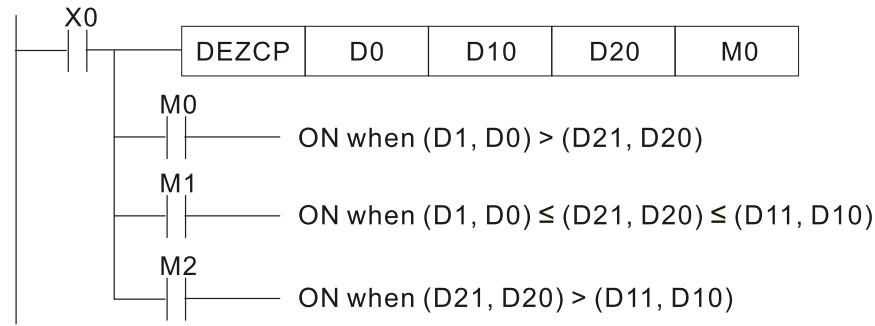 X0
DEZCP D0 D10 D20 M0
M0
ON when (D1, D0) > (D21, D20)
M1
ON when (D1, D0) ≤ (D21, D20) ≤ (D11, D10)
M2
ON when (D21, D20) > (D11, D10)